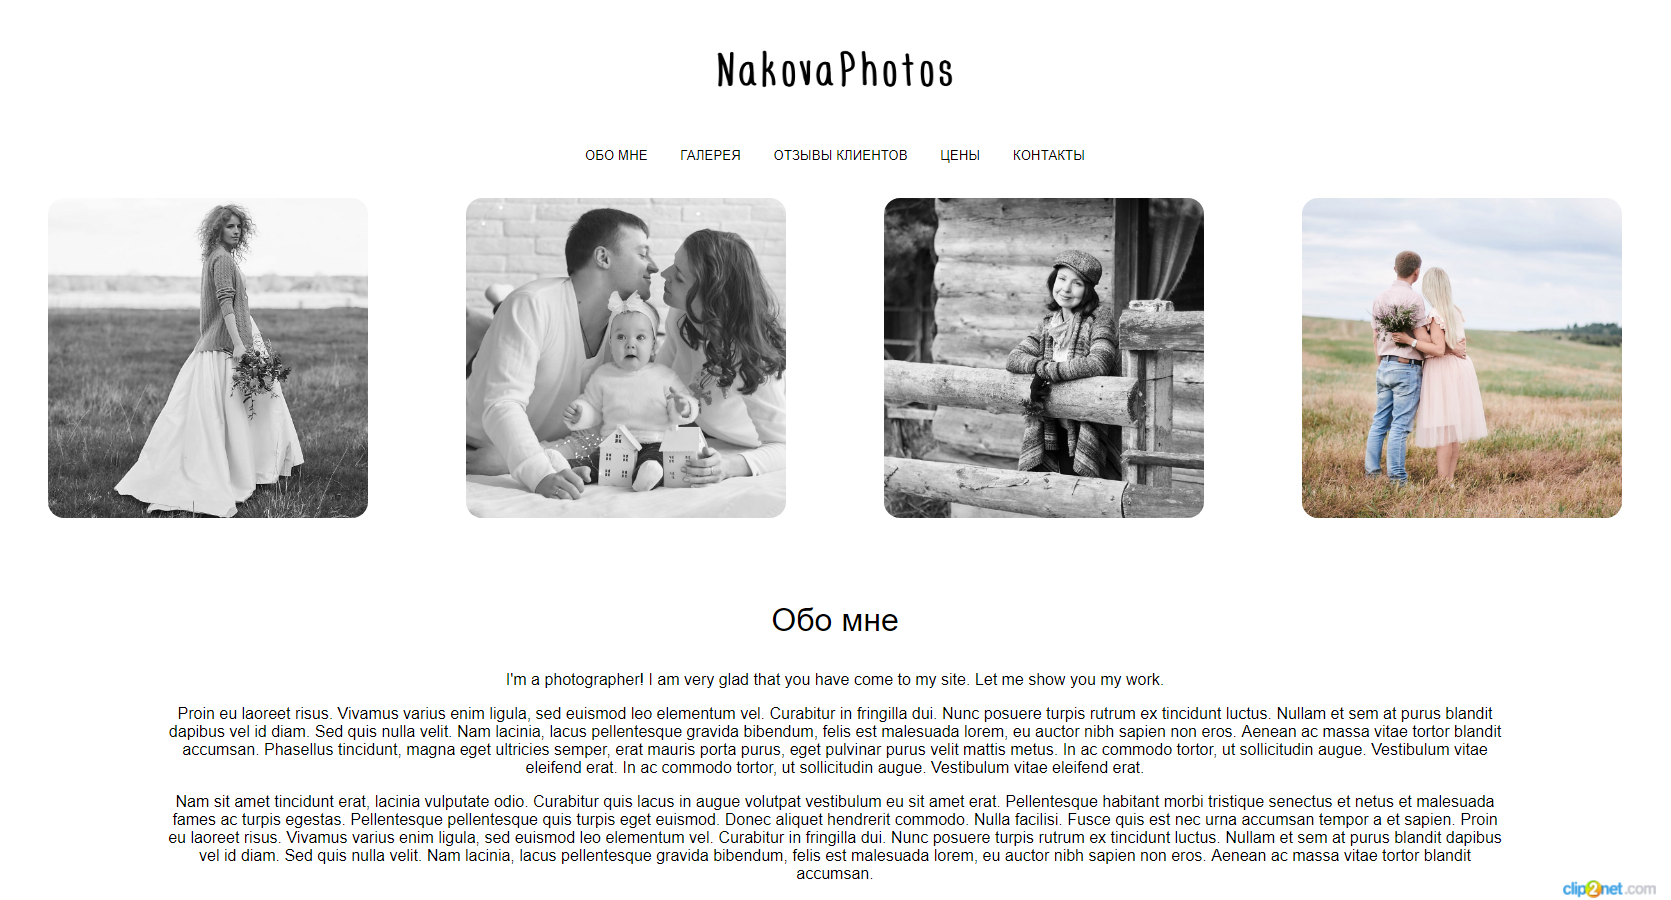 NakovaPhotos
ОБО МНЕ ГАЛЕРЕЯ ОТЗЫВЫ КЛИЕНТОВ ЦЕНЫ КОНТАКТЫ
Обо мне
I'm a photographer! I am very glad that you have come to my site. Let me show you my work.
Proin eu laoreet risus. Vivamus varius enim ligula, sed euismod leo elementum vel. Curabitur in fringilla dui. Nunc posuere turpis rutrum ex tincidunt luctus. Nullam et sem at purus blandit
dapibus vel id diam. Sed quis nulla velit. Nam lacinia, lacus pellentesque gravida bibendum, felis est malesuada lorem, eu auctor nibh sapien non eros. Aenean ac massa vitae tortor blandit
accumsan. Phasellus tincidunt, magna eget ultricies semper, erat mauris porta purus, eget pulvinar purus velit mattis metus. In ac commodo tortor, ut sollicitudin augue. Vestibulum vitae
eleifend erat. In ac commodo tortor, ut sollicitudin augue. Vestibulum vitae eleifend erat.
Nam sit amet tincidunt erat, lacinia vulputate odio. Curabitur quis lacus in augue volutpat vestibulum eu sit amet erat. Pellentesque habitant morbi tristique senectus et netus et malesuada
fames ac turpis egestas. Pellentesque pellentesque quis turpis eget euismod. Donec aliquet hendrerit commodo. Nulla facilisi. Fusce quis est nec urna accumsan tempor a et sapien. Proin
eu laoreet risus. Vivamus varius enim ligula, sed euismod leo elementum vel. Curabitur in fringilla dui. Nunc posuere turpis rutrum ex tincidunt luctus. Nullam et sem at purus blandit dapibus
vel id diam. Sed quis nulla velit. Nam lacinia, lacus pellentesque gravida bibendum, felis est malesuada lorem, eu auctor nibh sapien non eros. Aenean ac massa vitae tortor blandit
accumsan.
clip2net.com